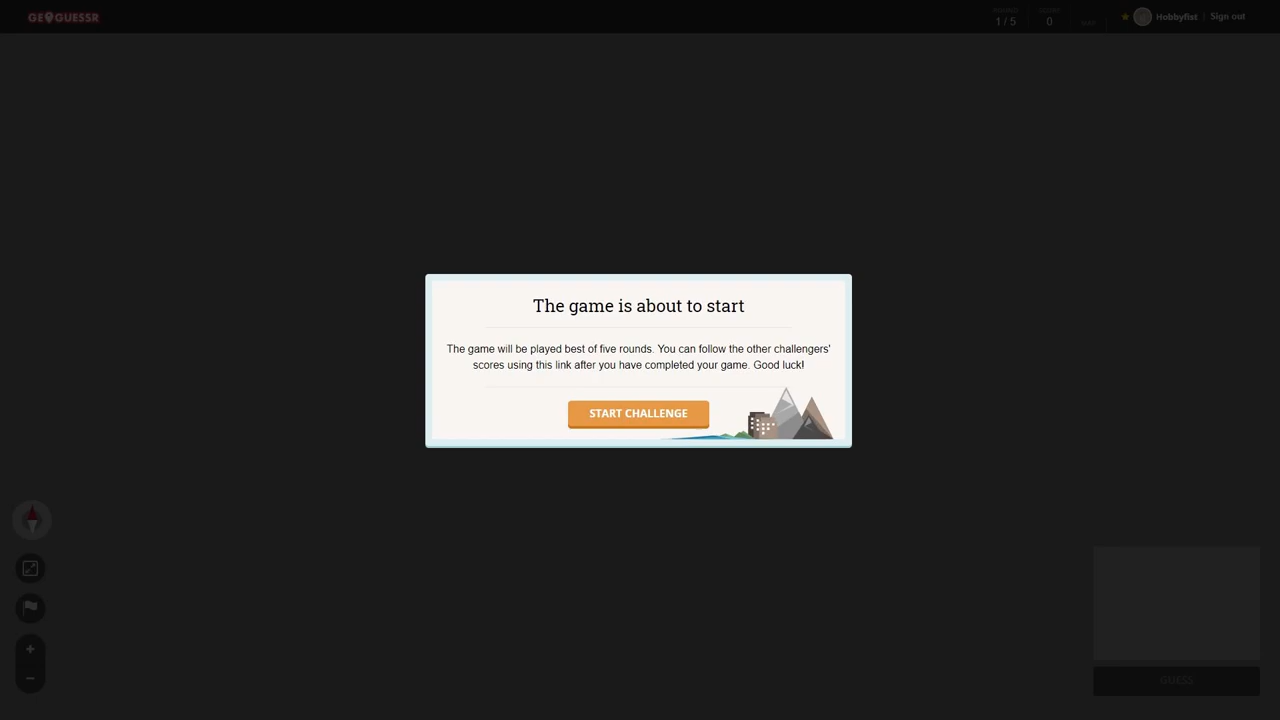 GEOGUESSR
1 / 5
0
Hobbyfist | Sign out
The game is about to start
The game will be played best of five rounds. You can follow the other challengers'
scores using this link after you have completed your game. Good luck!
START CHALLENGE
+
−
GUESS